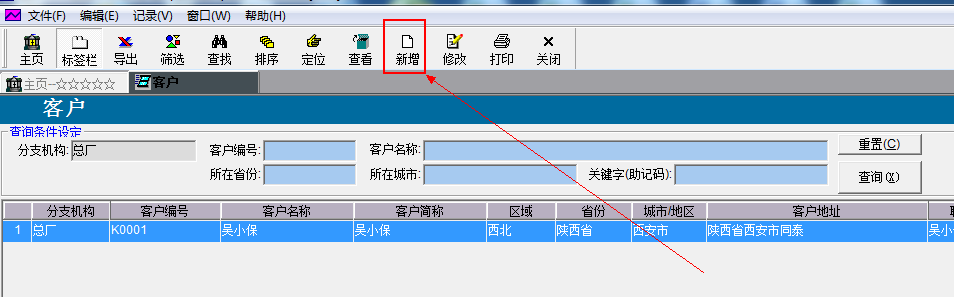 文件(F) 编辑(E) 记录(V) 窗口(W) 帮助(H)
主页 标签栏 导出 筛选 查找 排序 定位 查看 新增 修改 打印 关闭
主页--☆☆☆☆☆ 客户
客户
查询条件设定
分支机构: 总厂 客户编号: 客户名称: 重置(C)
所在省份: 所在城市: 关键字(助记码): 查询(X)
分支机构 客户编号 客户名称 客户简称 区域 省份 城市/地区 客户地址
1 总厂 K0001 吴小保 吴小保 西北 陕西省 西安市 陕西省西安市同泰 吴小